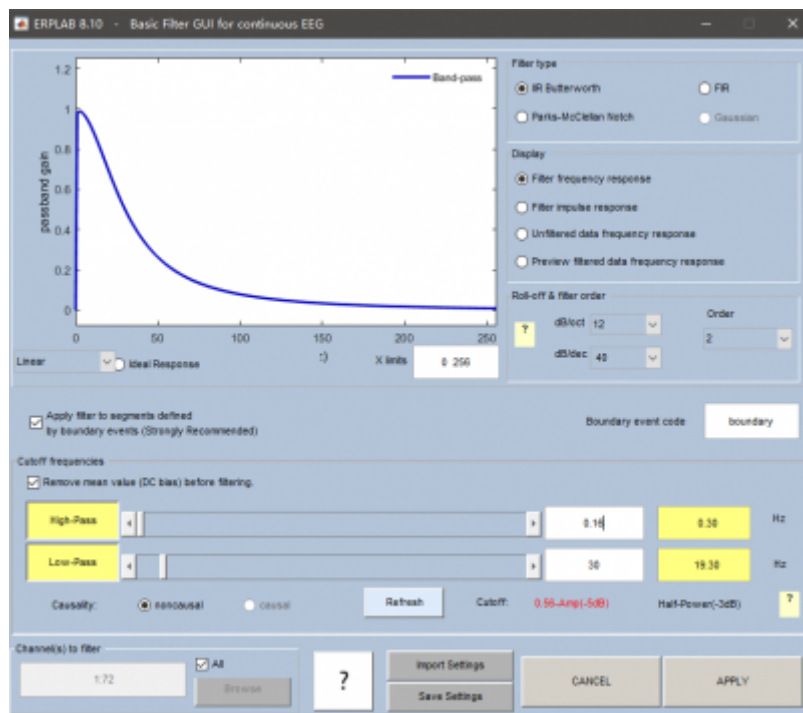 ERPLAB 8.10 - Basic Filter GUI for continuous EEG
1.2
1
0.8
0.6
0.4
0.2
0
passband gain
Band-pass
0 50 100 150 200 250
Linear
Ideal Response
:)
X limits
0 256
Filter type
IIR Butterworth
FIR
Parks-McClellan Notch
Gaussian
Display
Filter frequency response
Filter impulse response
Unfiltered data frequency response
Preview filtered data frequency response
Roll-off & filter order
?
dB/oct 12
dB/dec 40
Order
2
Apply filter to segments defined
by boundary events (Strongly Recommended)
Boundary event code
boundary
Cutoff frequencies
Remove mean value (DC bias) before filtering.
High-Pass
0.16
0.30
Hz
Low-Pass
30
19.30
Hz
Causality:
noncausal
causal
Refresh
Cutoff:
0.56-Amp(-5dB)
Half-Power(-3dB)
?
Channel(s) to filter
1:72
All
Browse
?
Import Settings
Save Settings
CANCEL
APPLY